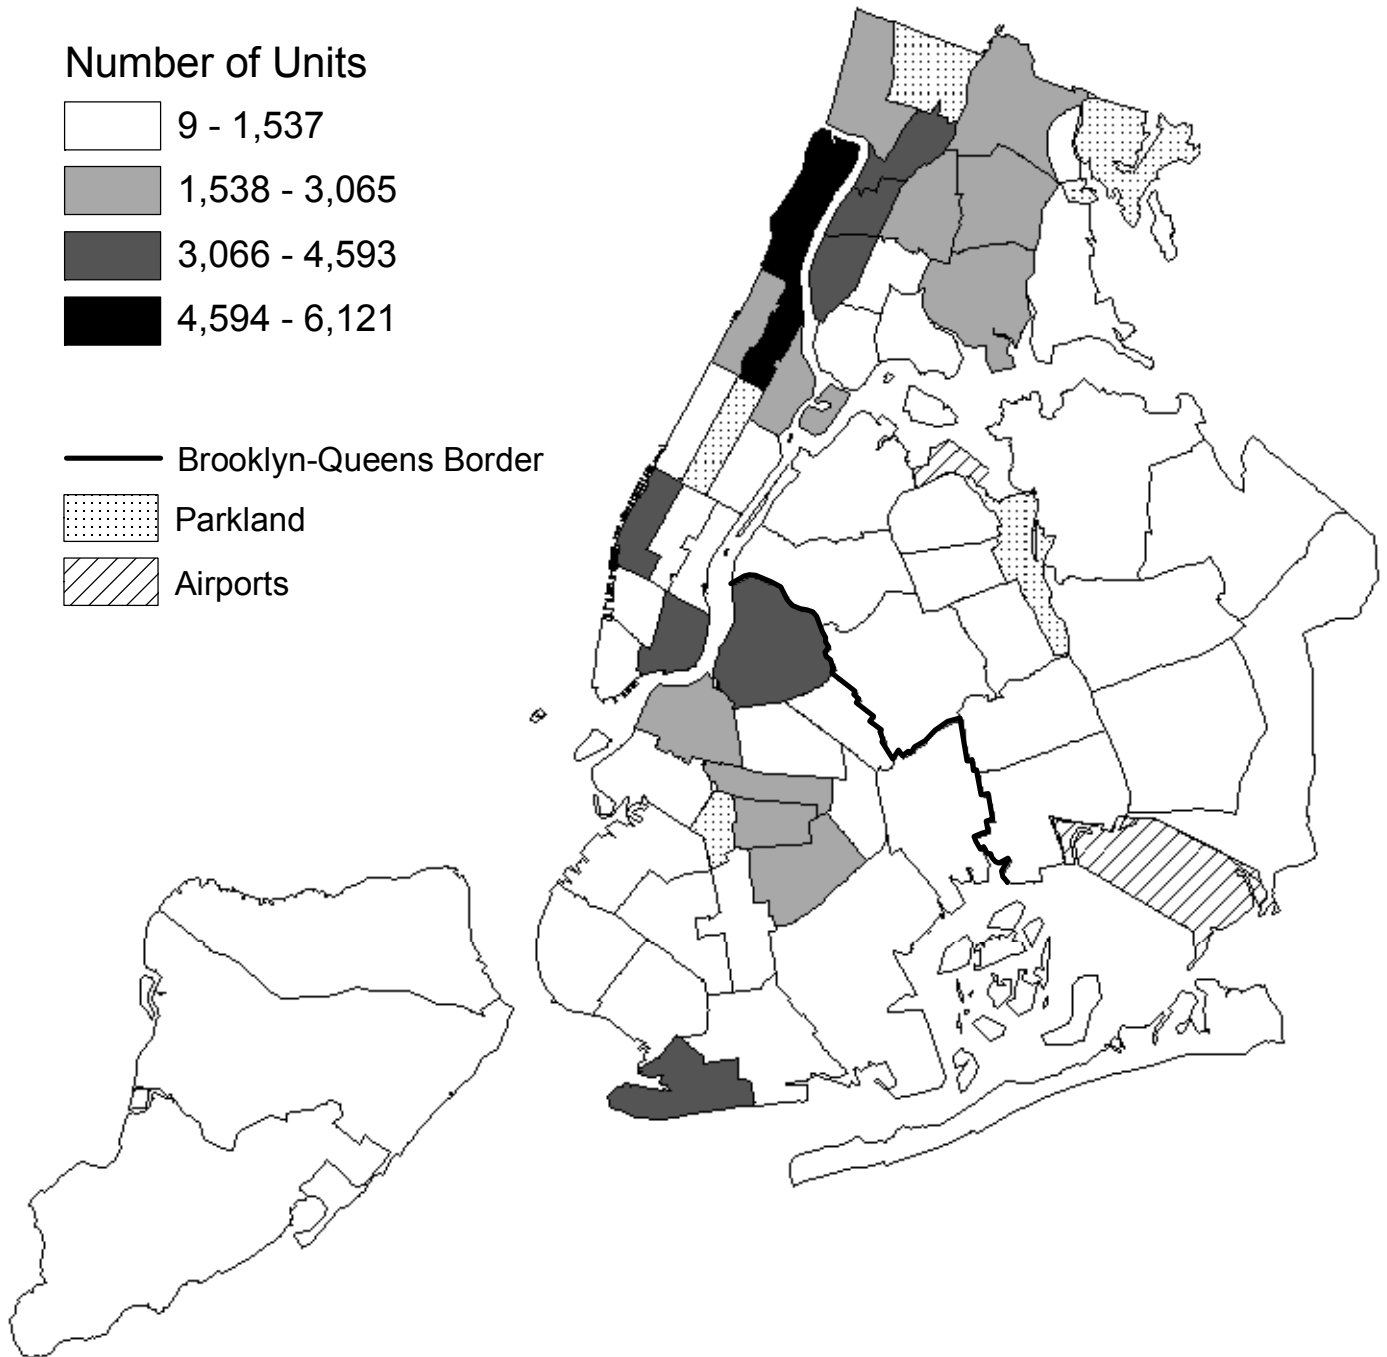 Number of Units
9 - 1,537
1,538 - 3,065
3,066 - 4,593
4,594 - 6,121
Brooklyn-Queens Border
Parkland
Airports